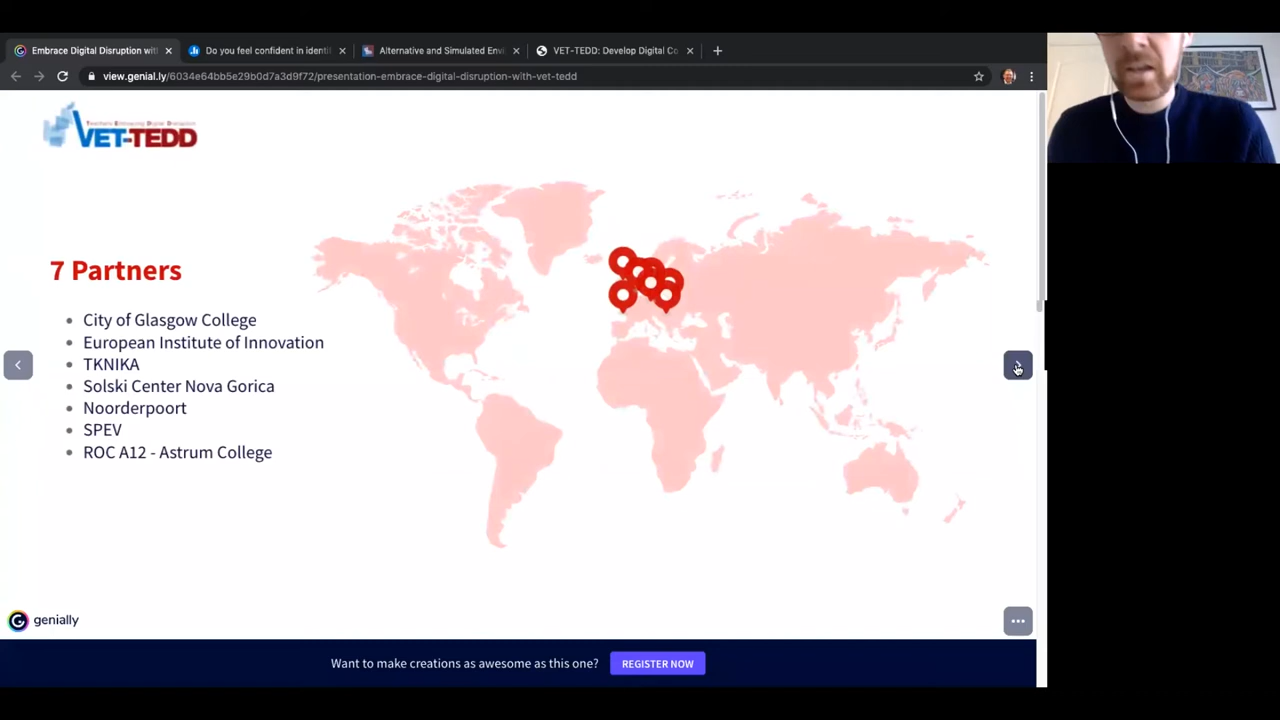 Embrace Digital Disruption wit
Do you feel confident in identi
Alternative and Simulated Envi
VET-TEDD: Develop Digital Co
view.genial.ly/6034e64bb5e29b0d7a3d9f72/presentation-embrace-digital-disruption-with-vet-tedd
VET-TEDD
7 Partners
City of Glasgow College
European Institute of Innovation
TKNIKA
Solski Center Nova Gorica
Noorderpoort
SPEV
ROC A12 - Astrum College
genially
Want to make creations as awesome as this one?
REGISTER NOW